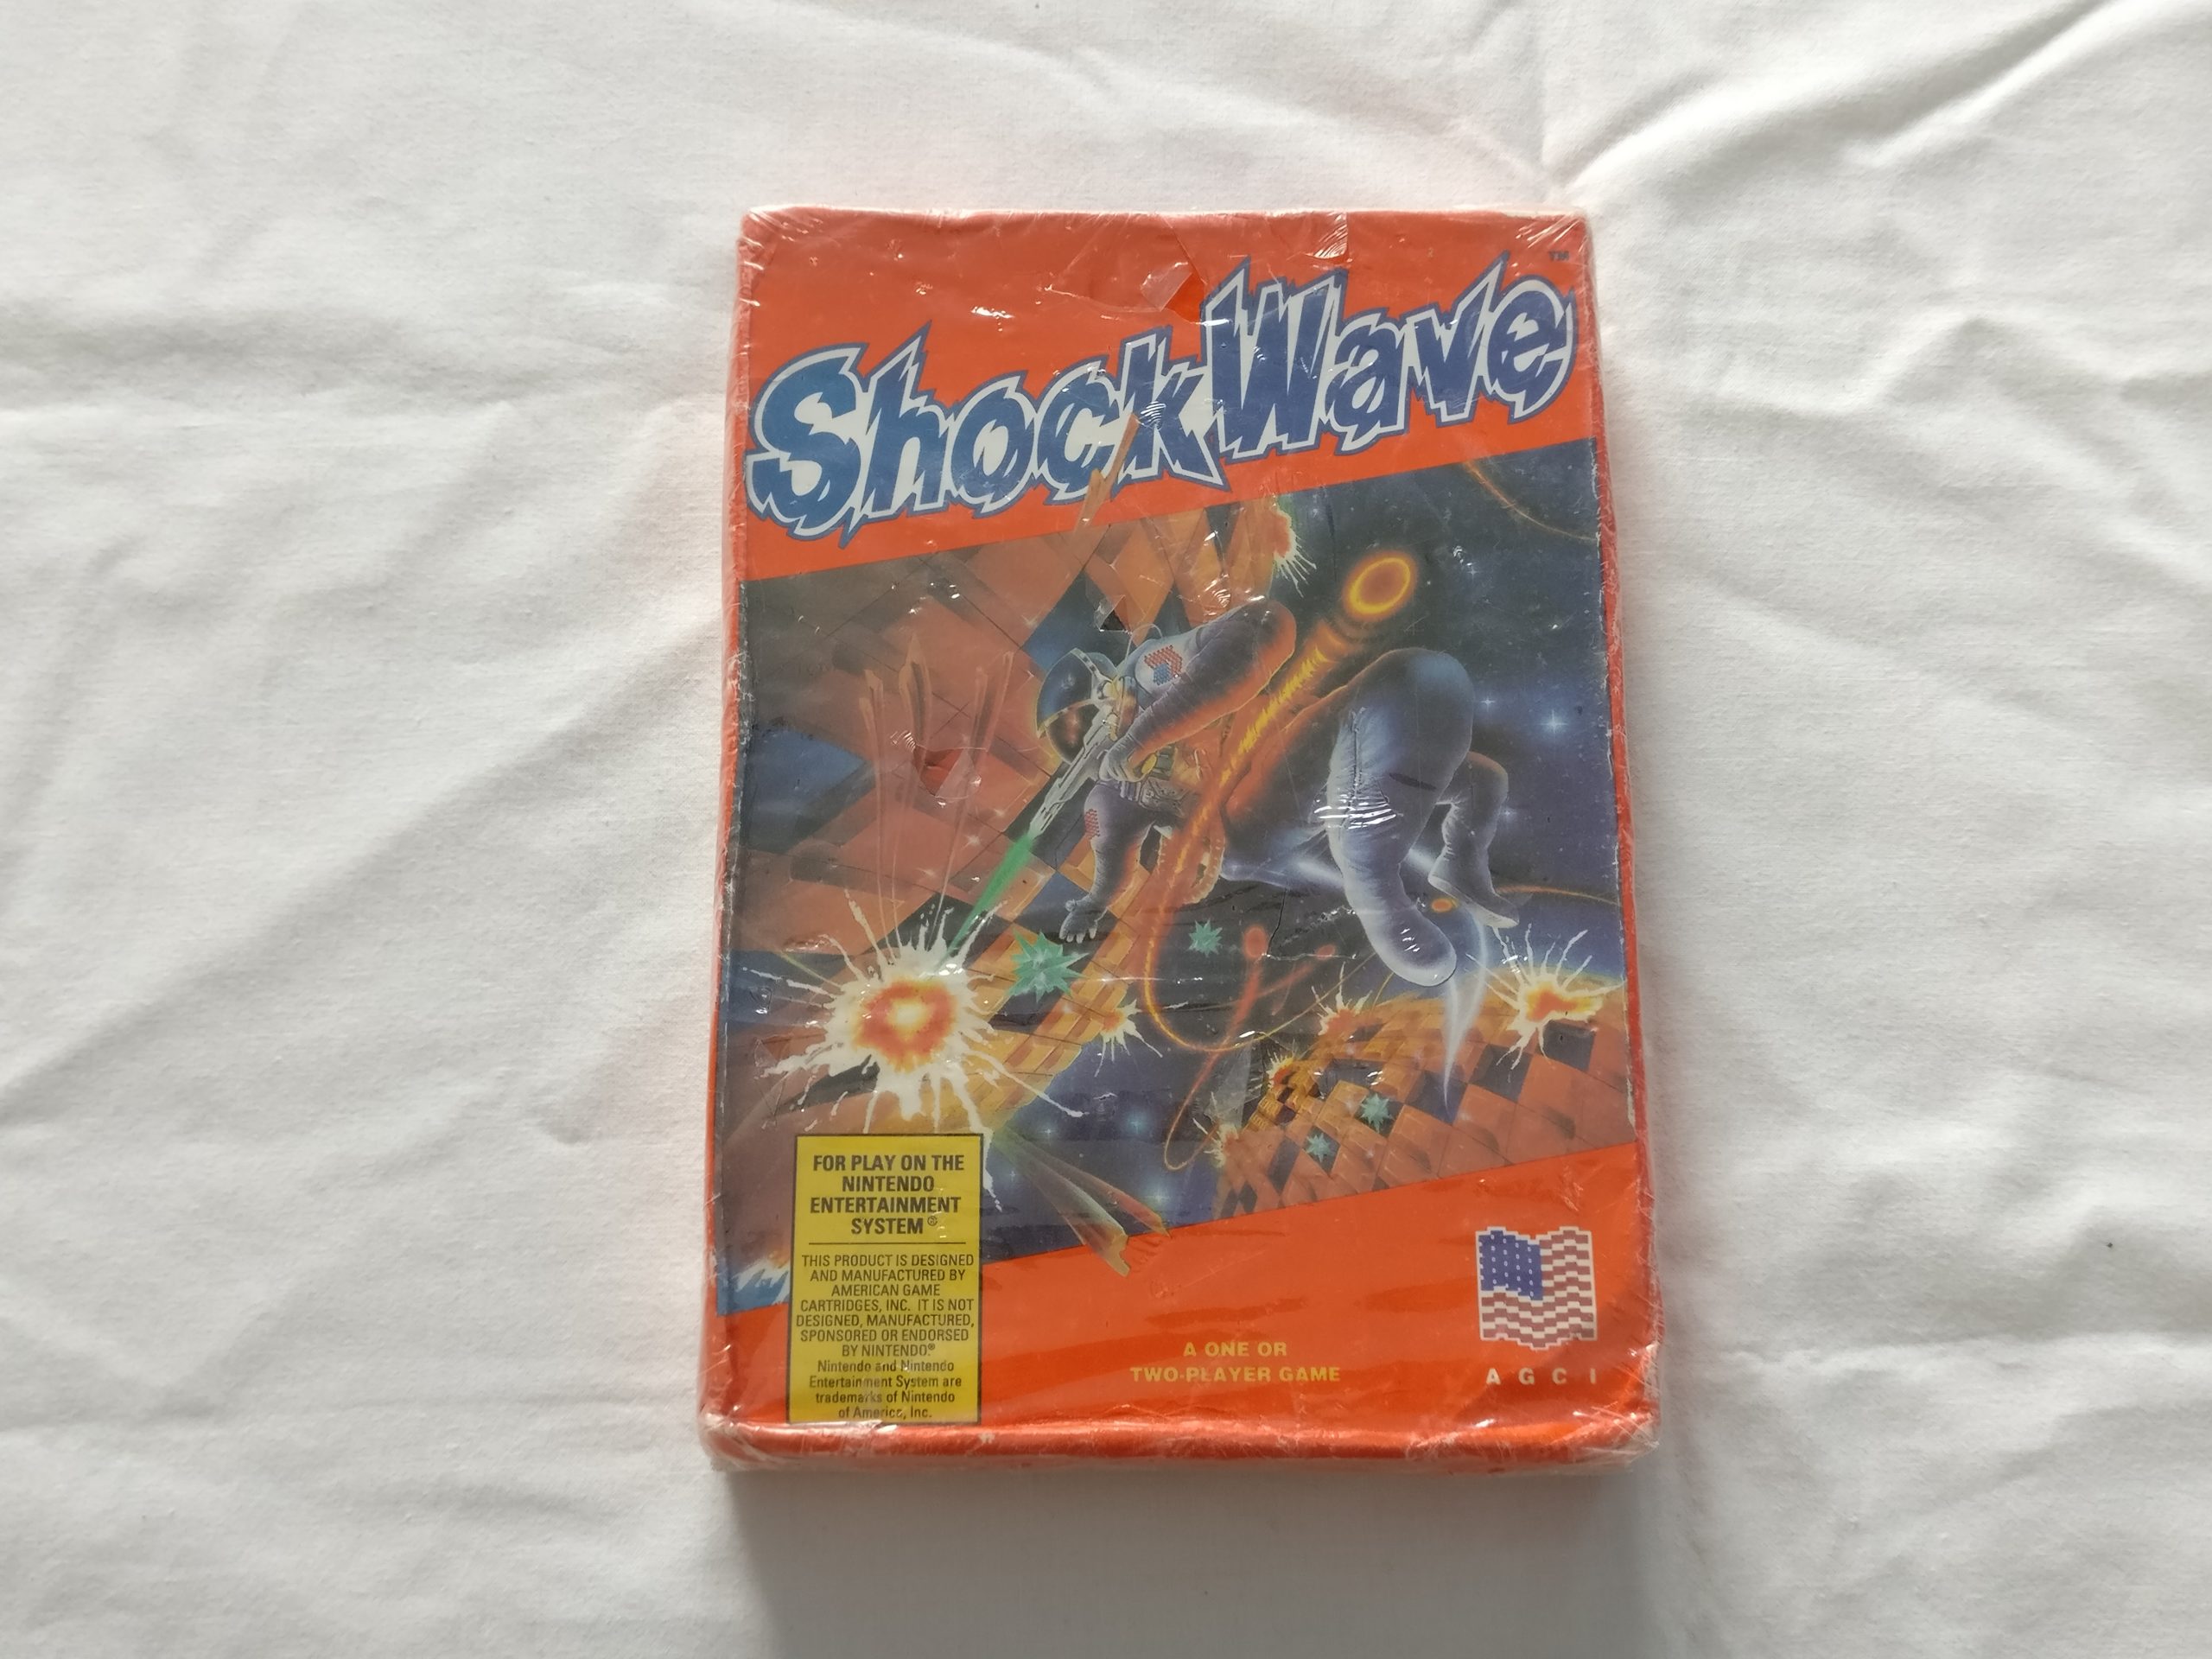 ShockWave™
FOR PLAY ON THE
NINTENDO
ENTERTAINMENT
SYSTEM®
THIS PRODUCT IS DESIGNED
AND MANUFACTURED BY
AMERICAN GAME
CARTRIDGES, INC. IT IS NOT
DESIGNED, MANUFACTURED,
SPONSORED OR ENDORSED
BY NINTENDO.®
Nintendo and Nintendo
Entertainment System are
trademarks of Nintendo
of America, Inc.
A ONE OR
TWO-PLAYER GAME
AGCI